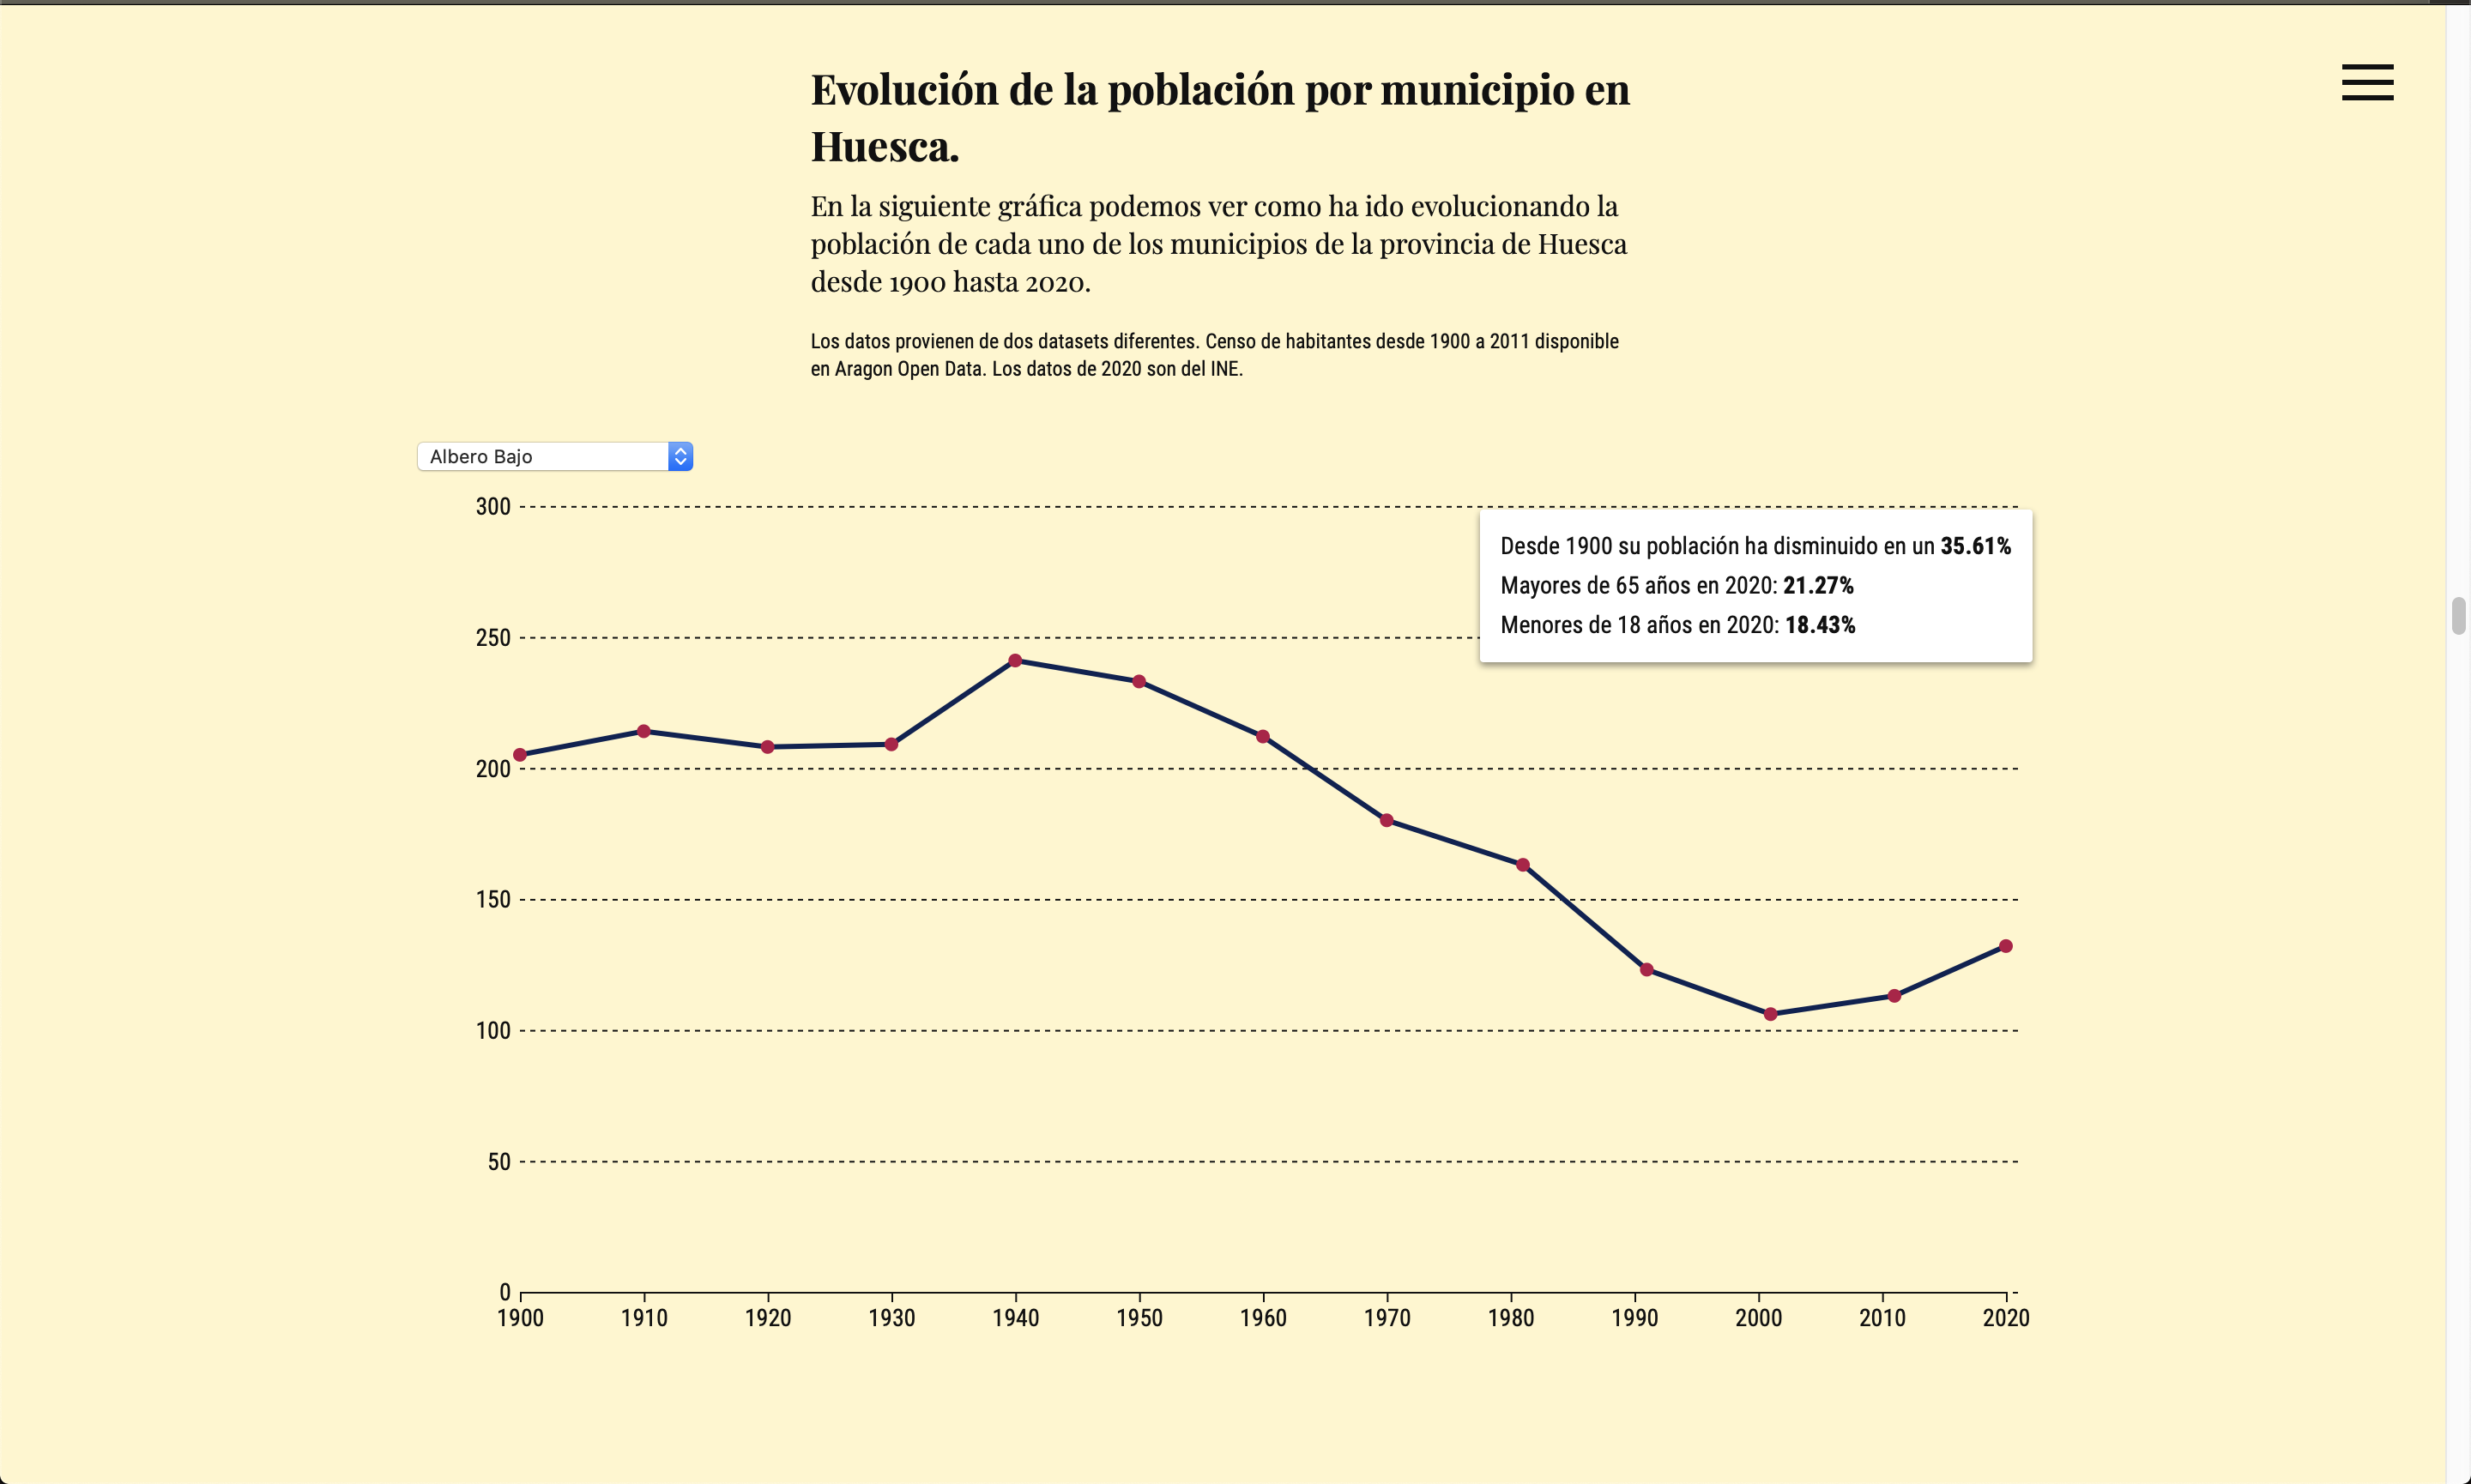 Evolución de la población por municipio en
Huesca.
En la siguiente gráfica podemos ver como ha ido evolucionando la
población de cada uno de los municipios de la provincia de Huesca
desde 1900 hasta 2020.
Los datos provienen de dos datasets diferentes. Censo de habitantes desde 1900 a 2011 disponible
en Aragon Open Data. Los datos de 2020 son del INE.
Albero Bajo
300
Desde 1900 su población ha disminuido en un 35.61%
Mayores de 65 años en 2020: 21.27%
Menores de 18 años en 2020: 18.43%
250
200
150
100
50
0
1900 1910 1920 1930 1940 1950 1960 1970 1980 1990 2000 2010 2020